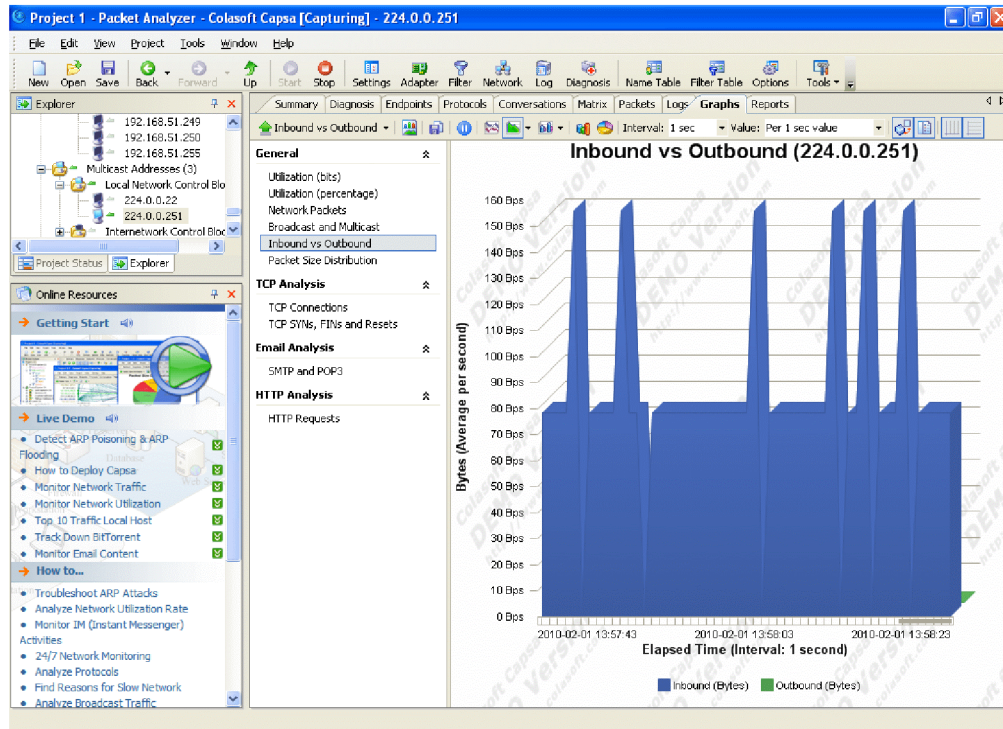 Project 1 - Packet Analyzer - Colasoft Capsa [Capturing] - 224.0.0.251
File Edit View Project Tools Window Help
New Open Save Back Forward Up Start Stop Settings Adapter Filter Network Log Diagnosis Name Table Filter Table Options Tools
Explorer
192.168.51.249
192.168.51.250
192.168.51.255
Multicast Addresses (3)
Local Network Control Blo
224.0.0.22
224.0.0.251
Internetwork Control Bloc
Project Status Explorer
Online Resources
Getting Start
Live Demo
Detect ARP Poisoning & ARP
Flooding
How to Deploy Capsa
Monitor Network Traffic
Monitor Network Utilization
Top 10 Traffic Local Host
Track Down BitTorrent
Monitor Email Content
How to...
Troubleshoot ARP Attacks
Analyze Network Utilization Rate
Monitor IM (Instant Messenger)
Activities
24/7 Network Monitoring
Analyze Protocols
Find Reasons for Slow Network
Analyze Broadcast Traffic
Summary Diagnosis Endpoints Protocols Conversations Matrix Packets Logs Graphs Reports
Inbound vs Outbound Interval: 1 sec Value: Per 1 sec value
General
Utilization (bits)
Utilization (percentage)
Network Packets
Broadcast and Multicast
Inbound vs Outbound
Packet Size Distribution
TCP Analysis
TCP Connections
TCP SYNs, FINs and Resets
Email Analysis
SMTP and POP3
HTTP Analysis
HTTP Requests
Inbound vs Outbound (224.0.0.251)
Bytes (Average per second)
160 Bps
150 Bps
140 Bps
130 Bps
120 Bps
110 Bps
100 Bps
90 Bps
80 Bps
70 Bps
60 Bps
50 Bps
40 Bps
30 Bps
20 Bps
10 Bps
0 Bps
2010-02-01 13:57:43 2010-02-01 13:58:03 2010-02-01 13:58:23
Elapsed Time (Interval: 1 second)
Inbound (Bytes) Outbound (Bytes)
Colasoft Capsa
DEMO Version
http://www.colasoft.com